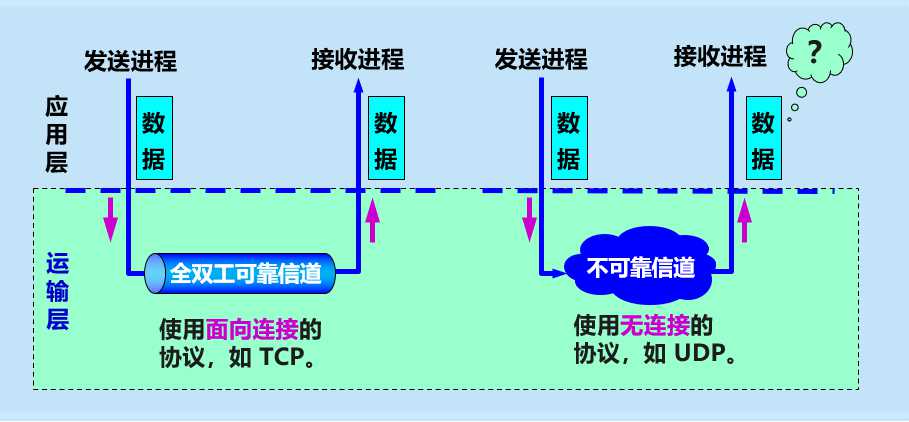 发送进程
接收进程
发送进程
接收进程
?
应用层
数据
数据
数据
数据
运输层
全双工可靠信道
不可靠信道
使用面向连接的
协议，如 TCP。
使用无连接的
协议，如 UDP。